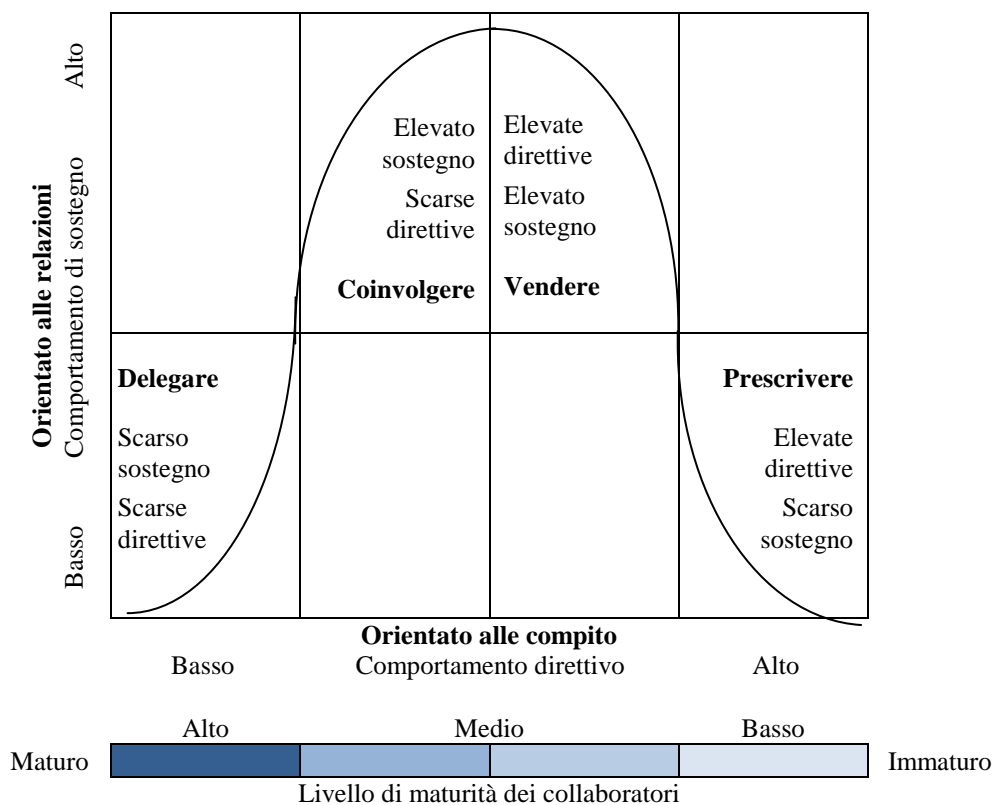 Alto
Orientato alle relazioni
Comportamento di sostegno
Basso
Elevato
sostegno
Scarse
direttive
Coinvolgere
Elevate
direttive
Elevato
sostegno
Vendere
Delegare
Scarso
sostegno
Scarse
direttive
Prescrivere
Elevate
direttive
Scarso
sostegno
Orientato alle compito
Basso
Comportamento direttivo
Alto
Alto
Medio
Basso
Maturo
Immaturo
Livello di maturità dei collaboratori